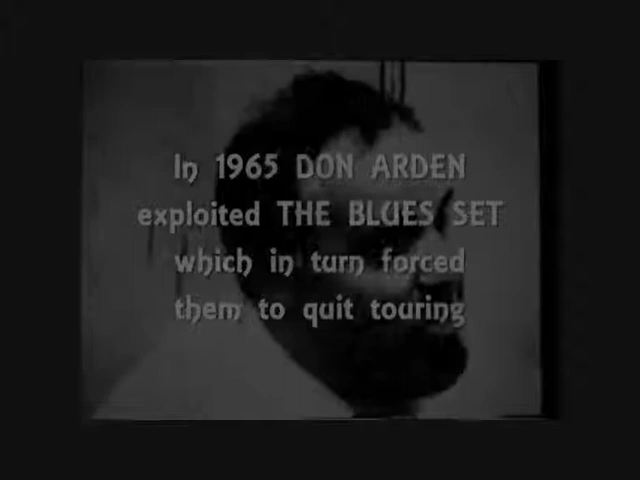 In 1965 DON ARDEN
exploited THE BLUES SET
which in turn forced
them to quit touring